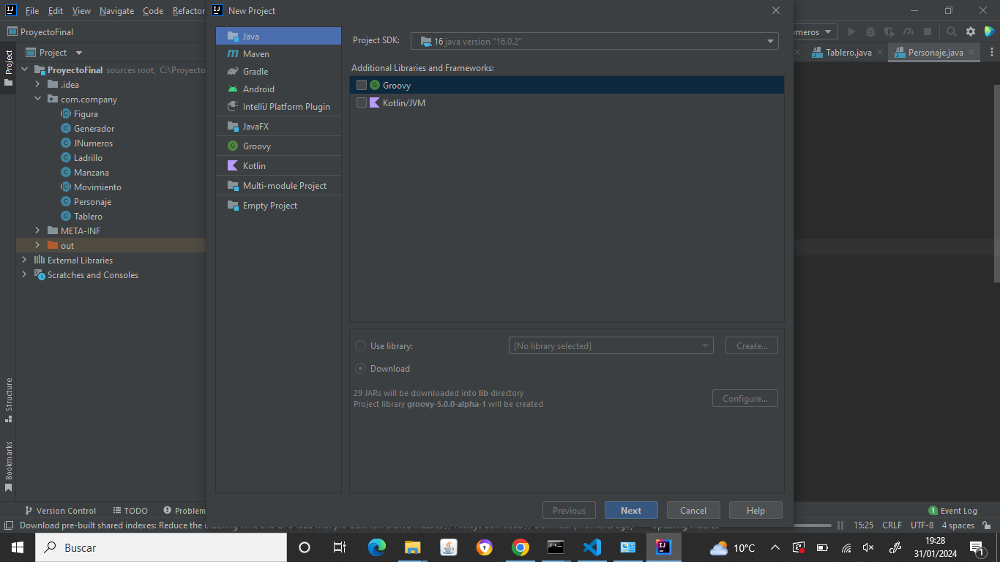 File Edit View Navigate Code Refactor
New Project
ProyectoFinal
Project
ProyectoFinal sources root, C:\Proyecto
.idea
com.company
Figura
Generador
JNumeros
Ladrillo
Manzana
Movimiento
Personaje
Tablero
META-INF
out
External Libraries
Scratches and Consoles
Project
Structure
Bookmarks
Java
Maven
Gradle
Android
IntelliJ Platform Plugin
JavaFX
Groovy
Kotlin
Multi-module Project
Empty Project
Project SDK: 16 java version "16.0.2"
Additional Libraries and Frameworks:
Groovy
Kotlin/JVM
Use library: [No library selected] Create...
Download
29 JARs will be downloaded into lib directory
Project library groovy-5.0.0-alpha-1 will be created
Configure...
Previous Next Cancel Help
umeros
Tablero.java Personaje.java
Version Control TODO Problem
1 Event Log
Download pre-built shared indexes: Reduce the
15:25 CRLF UTF-8 4 spaces
Buscar
10°C
19:28
31/01/2024
1